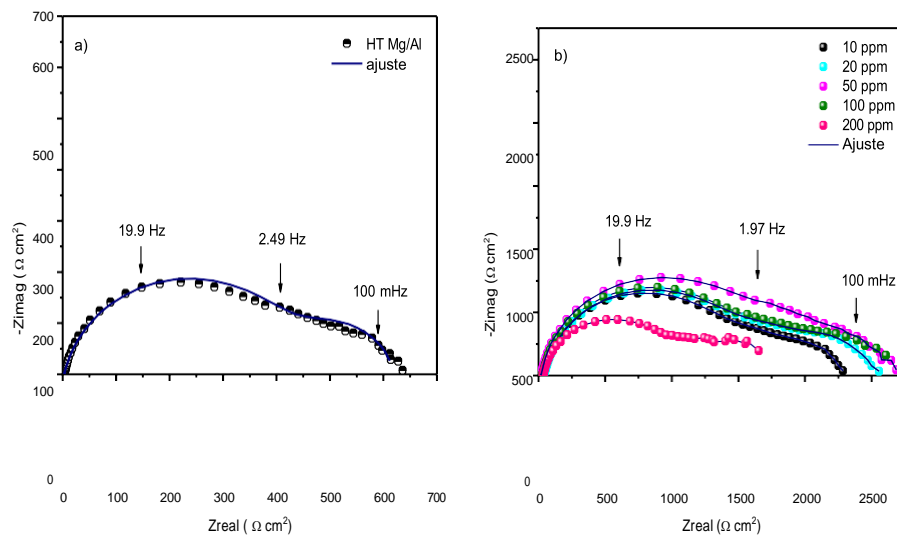 700
600
500
400
300
200
100
0
a)
HT Mg/Al
ajuste
19.9 Hz
2.49 Hz
100 mHz
-Zimag ( Ω cm²)
0 100 200 300 400 500 600 700
Zreal ( Ω cm²)
2500
2000
1500
1000
500
0
b)
10 ppm
20 ppm
50 ppm
100 ppm
200 ppm
Ajuste
19.9 Hz
1.97 Hz
100 mHz
-Zimag ( Ω cm²)
0 500 1000 1500 2000 2500
Zreal (Ω cm²)